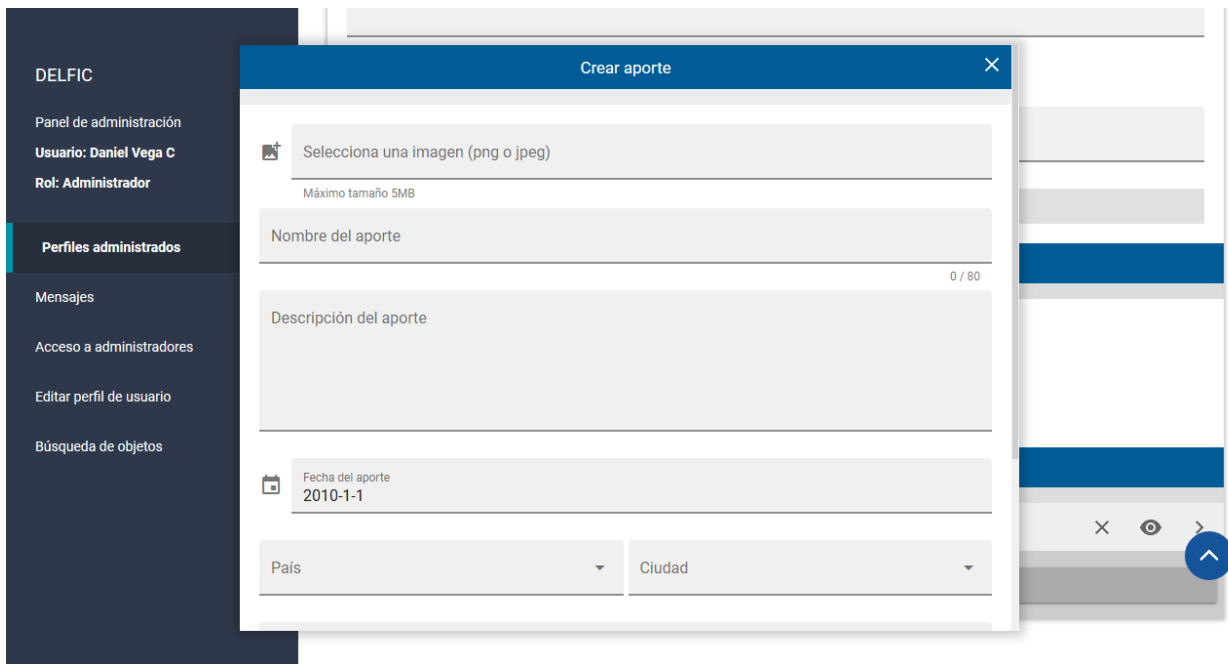 DELFIC
Panel de administración
Usuario: Daniel Vega C
Rol: Administrador
Perfiles administrados
Mensajes
Acceso a administradores
Editar perfil de usuario
Búsqueda de objetos
Crear aporte
Selecciona una imagen (png o jpeg)
Máximo tamaño 5MB
Nombre del aporte
0 / 80
Descripción del aporte
Fecha del aporte
2010-1-1
País
Ciudad